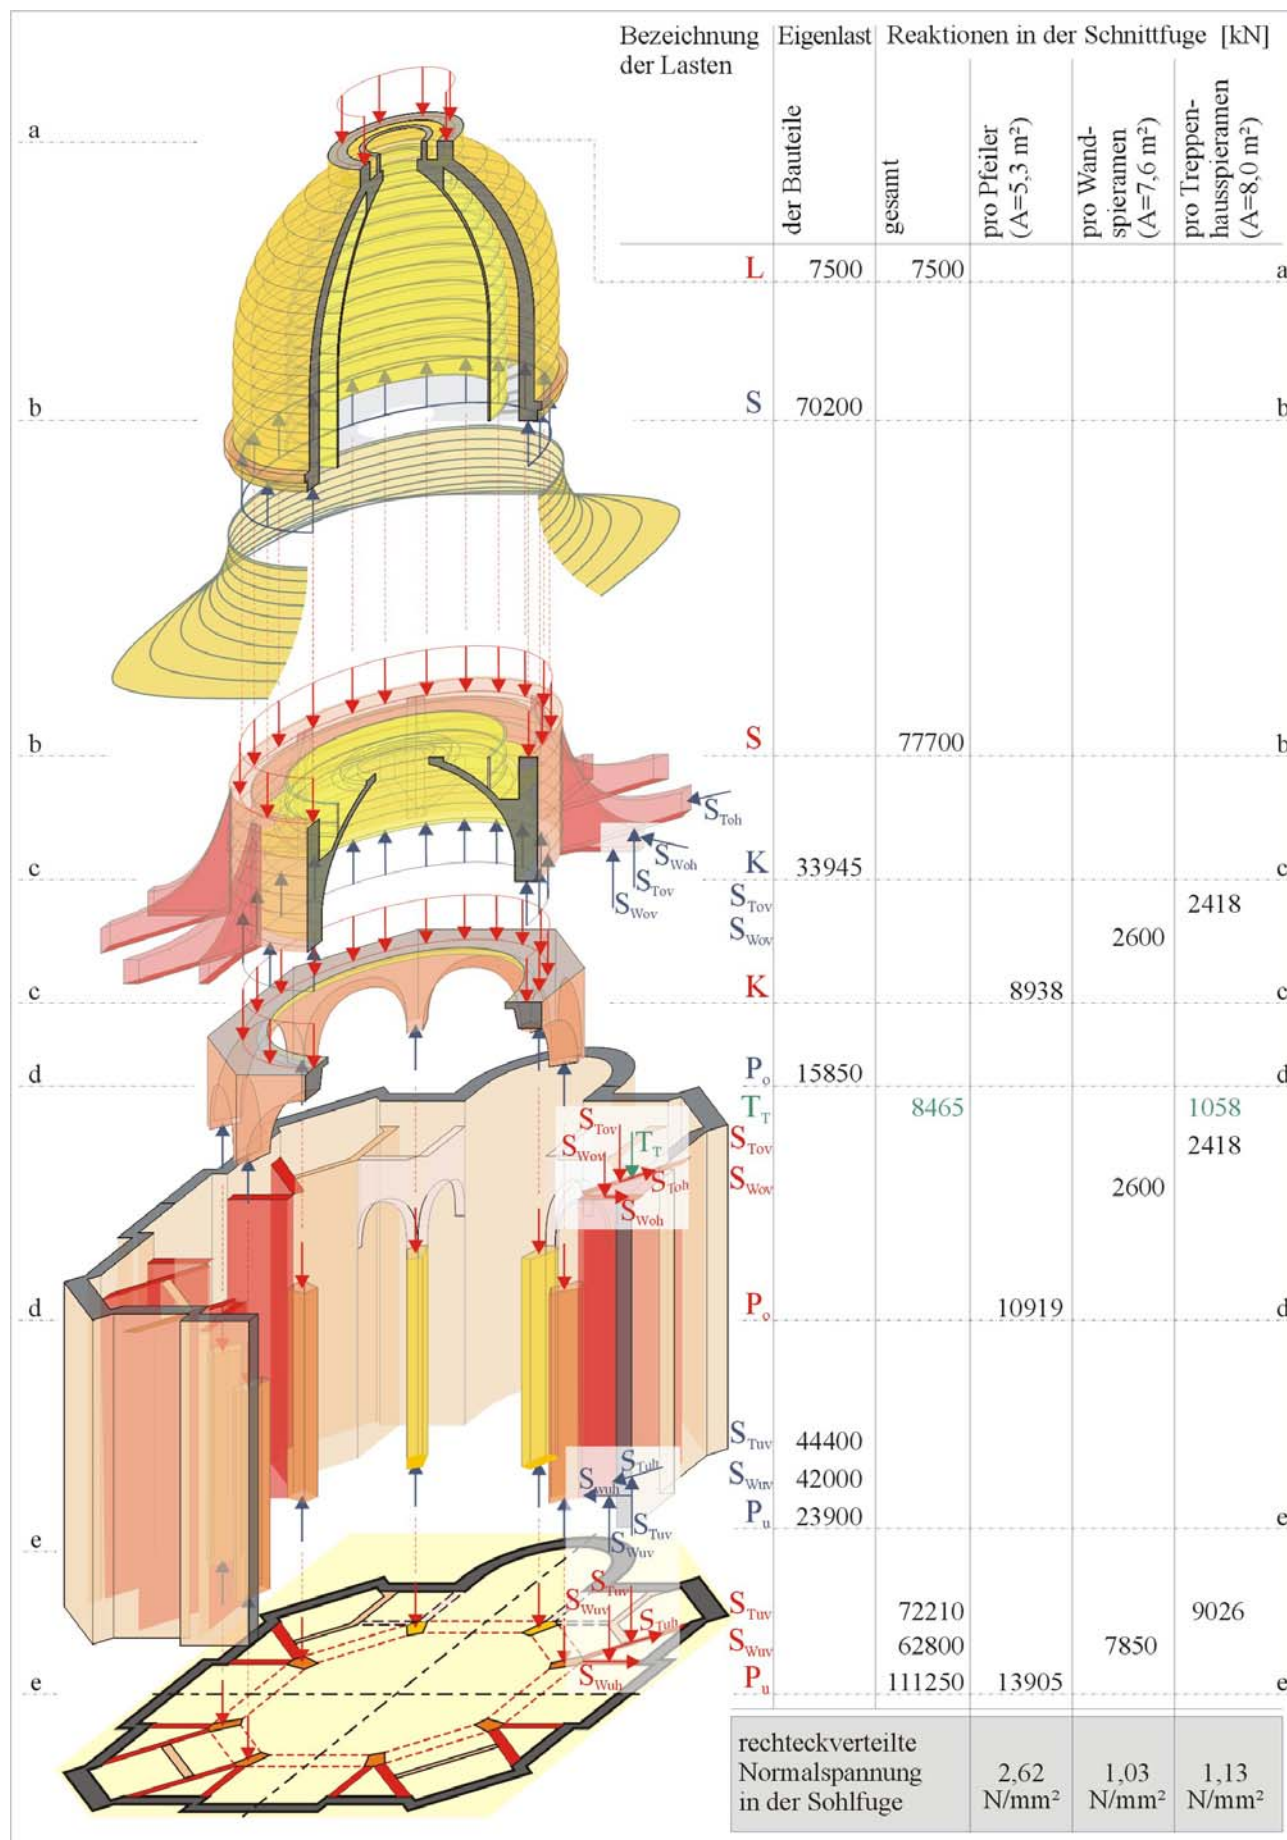 Bezeichnung der Lasten
Eigenlast der Bauteile
Reaktionen in der Schnittfuge [kN]
gesamt
pro Pfeiler (A=5,3 m²)
pro Wand-
spieramen
(A=7,6 m²)
pro Treppen-
hausspieramen
(A=8,0 m²)
a
L 7500 7500 a
b S 70200 b
b S 77700 b
S_Toh
S_Woh
S_Tov
S_Wov
c K 33945 c
S_Tov 2418
S_Wov 2600
c K 8938 c
d P_o 15850 d
T_T 8465 1058
S_Tov 2418
S_Wov 2600
S_Tov
S_Wov
T_T
S_Toh
S_Woh
d P_o 10919 d
S_Tuv 44400
S_Wuv 42000
P_u 23900
S_Tuh
S_wuh
S_Tuv
S_Wuv
e e
S_Tuv
S_Wuv
S_Tuh
S_Wuh
S_Tuv 72210 9026
S_Wuv 62800 7850
P_u 111250 13905
e e
rechteckverteilte
Normalspannung
in der Sohlfuge
2,62 N/mm²
1,03 N/mm²
1,13 N/mm²